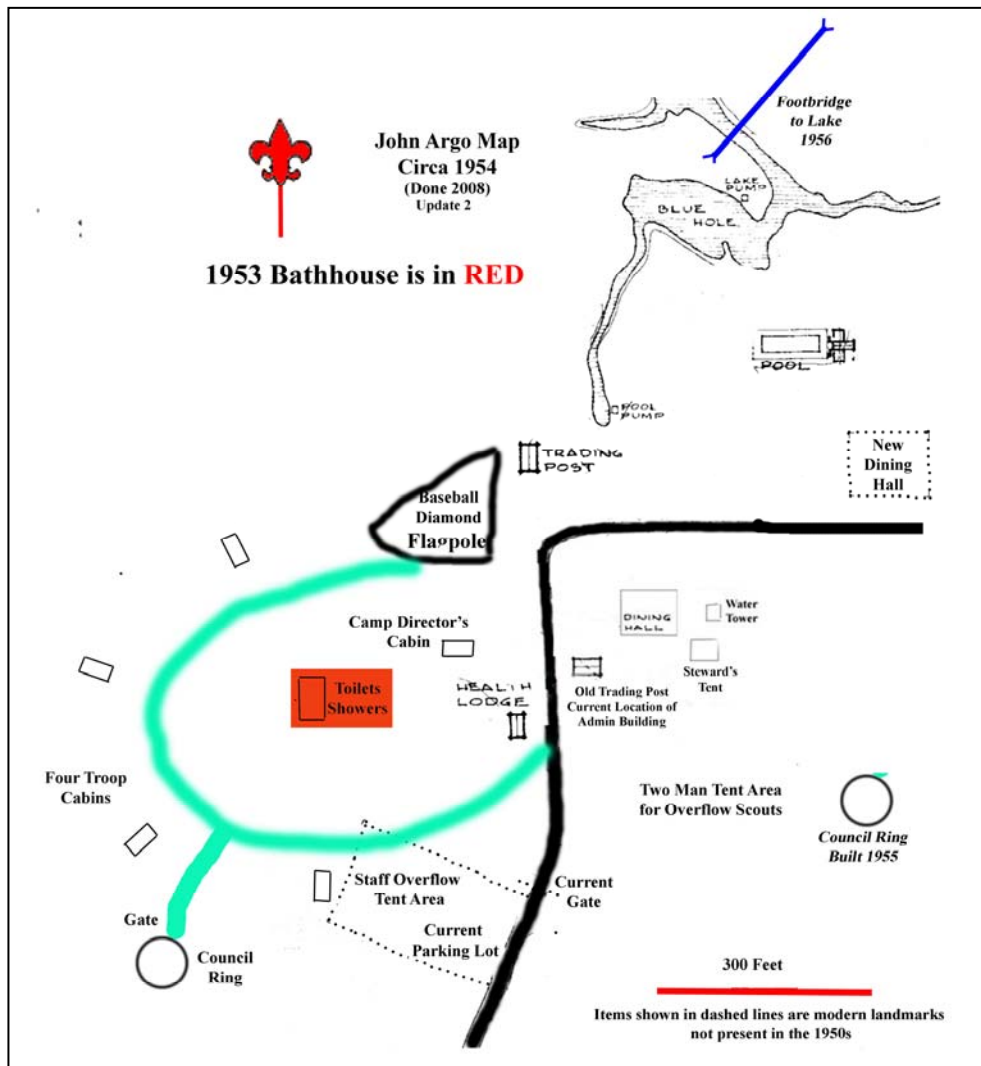 John Argo Map
Circa 1954
(Done 2008)
Update 2
1953 Bathhouse is in RED
Footbridge
to Lake
1956
LAKE
PUMP
BLUE
HOLE
POOL
POOL
PUMP
TRADING
POST
New
Dining
Hall
Baseball
Diamond
Flagpole
Camp Director's
Cabin
DINING
HALL
Water
Tower
Steward's
Tent
Toilets
Showers
HEALTH
LODGE
Old Trading Post
Current Location of
Admin Building
Four Troop
Cabins
Two Man Tent Area
for Overflow Scouts
Council Ring
Built 1955
Staff Overflow
Tent Area
Current
Gate
Gate
Current
Parking Lot
Council
Ring
300 Feet
Items shown in dashed lines are modern landmarks
not present in the 1950s